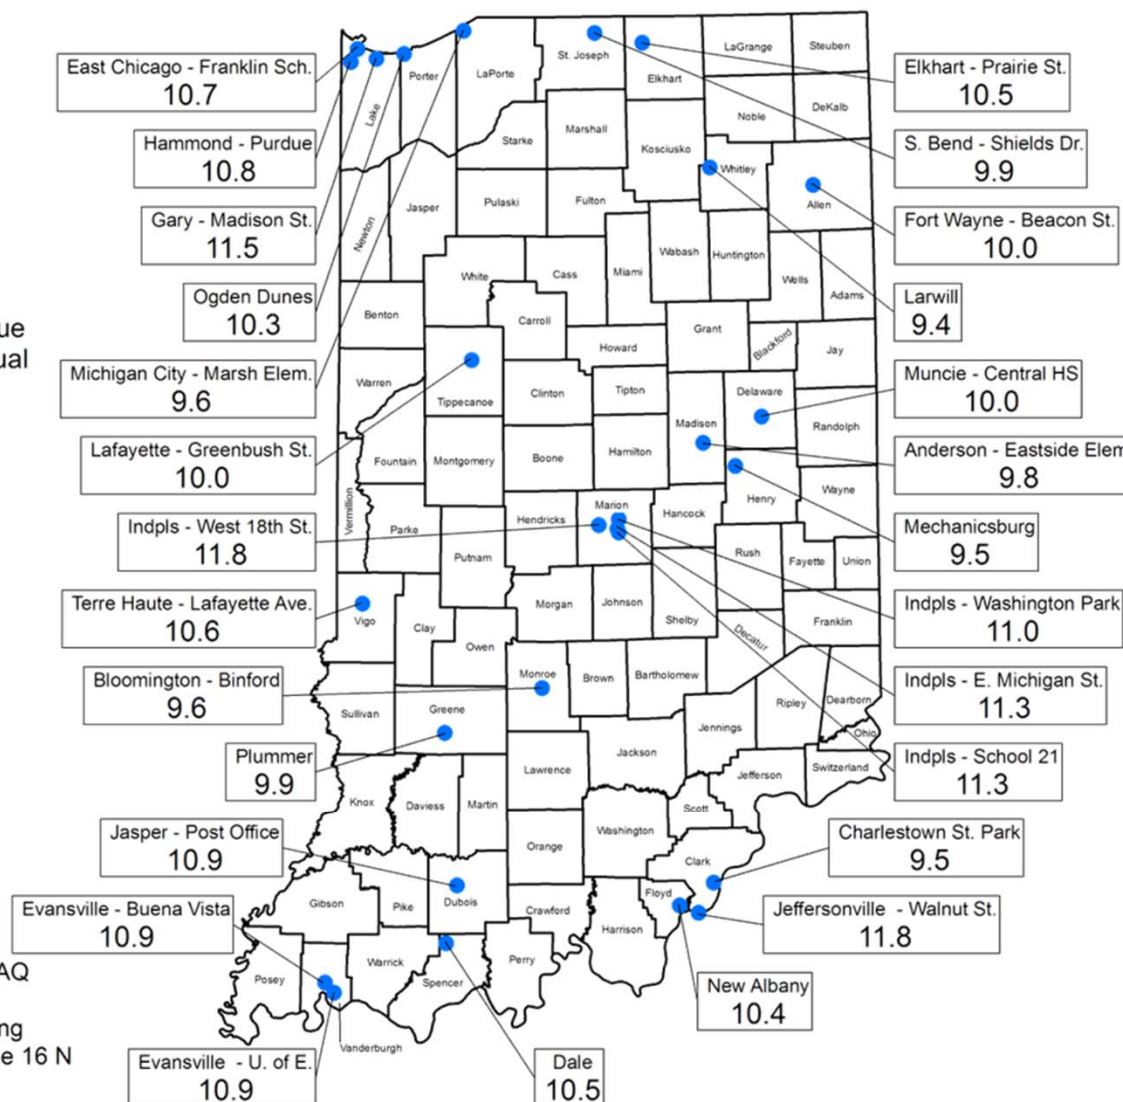 East Chicago - Franklin Sch.
10.7
Hammond - Purdue
10.8
Gary - Madison St.
11.5
Ogden Dunes
10.3
Michigan City - Marsh Elem.
9.6
Lafayette - Greenbush St.
10.0
Indpls - West 18th St.
11.8
Terre Haute - Lafayette Ave.
10.6
Bloomington - Binford
9.6
Plummer
9.9
Jasper - Post Office
10.9
Evansville - Buena Vista
10.9
Evansville - U. of E.
10.9
Dale
10.5
New Albany
10.4
Jeffersonville - Walnut St.
11.8
Charlestown St. Park
9.5
Elkhart - Prairie St.
10.5
S. Bend - Shields Dr.
9.9
Fort Wayne - Beacon St.
10.0
Larwill
9.4
Muncie - Central HS
10.0
Anderson - Eastside Elem
9.8
Mechanicsburg
9.5
Indpls - Washington Park
11.0
Indpls - E. Michigan St.
11.3
Indpls - School 21
11.3
ue
ual
AQ
ng
e 16 N
Lake
Porter
LaPorte
St. Joseph
Elkhart
LaGrange
Steuben
Noble
DeKalb
Starke
Marshall
Kosciusko
Whitley
Allen
Newton
Jasper
Pulaski
Fulton
Wabash
Huntington
Miami
Cass
White
Wells
Adams
Benton
Carroll
Howard
Grant
Blackford
Jay
Warren
Tippecanoe
Clinton
Tipton
Madison
Delaware
Randolph
Fountain
Montgomery
Boone
Hamilton
Henry
Wayne
Vermillion
Parke
Putnam
Hendricks
Marion
Hancock
Rush
Fayette
Union
Vigo
Clay
Owen
Morgan
Johnson
Shelby
Decatur
Franklin
Monroe
Brown
Bartholomew
Sullivan
Greene
Jennings
Ripley
Dearborn
Ohio
Lawrence
Jackson
Jefferson
Switzerland
Knox
Daviess
Martin
Scott
Orange
Washington
Clark
Gibson
Pike
Dubois
Crawford
Floyd
Harrison
Posey
Warrick
Spencer
Perry
Vanderburgh